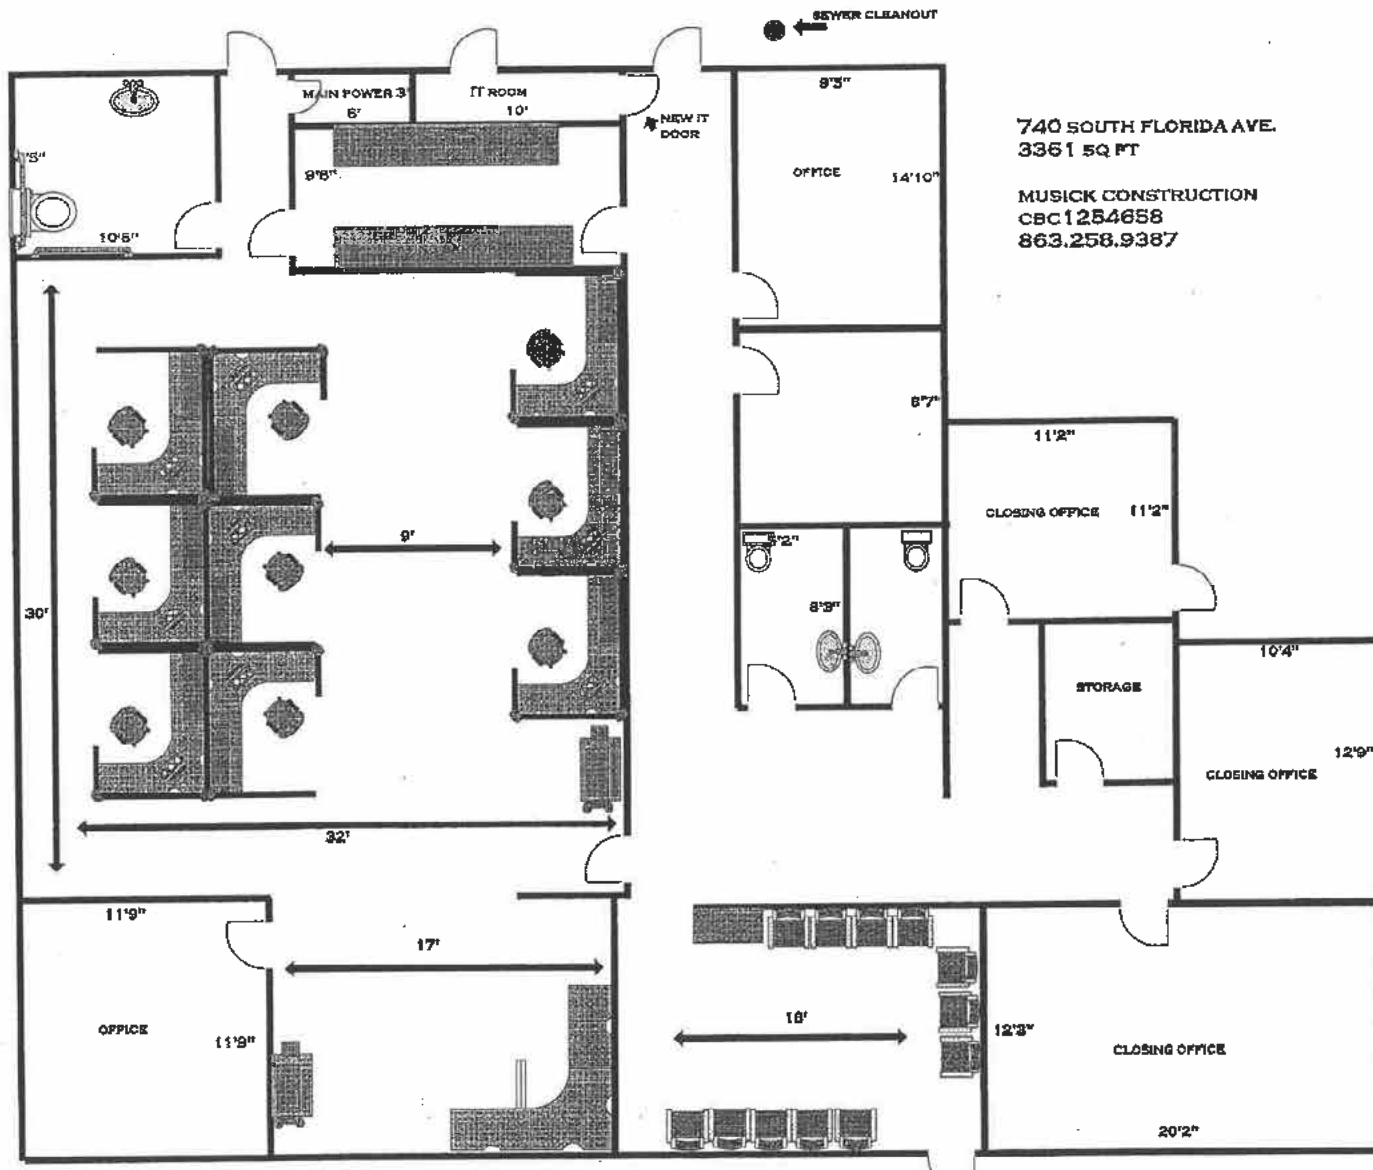 SEWER CLEANOUT
MAIN POWER 3'
6'
IT ROOM
10'
NEW IT
DOOR
9'3"
OFFICE
14'10"
740 SOUTH FLORIDA AVE.
3361 SQ FT
MUSICK CONSTRUCTION
CBC1254658
863.258.9387
'5"
10'6"
9'6"
8'7"
11'2"
CLOSING OFFICE
11'2"
9'
30'
8'9"
10'4"
STORAGE
12'9"
CLOSING OFFICE
32'
11'9"
17'
OFFICE
11'9"
18'
12'3"
CLOSING OFFICE
20'2"